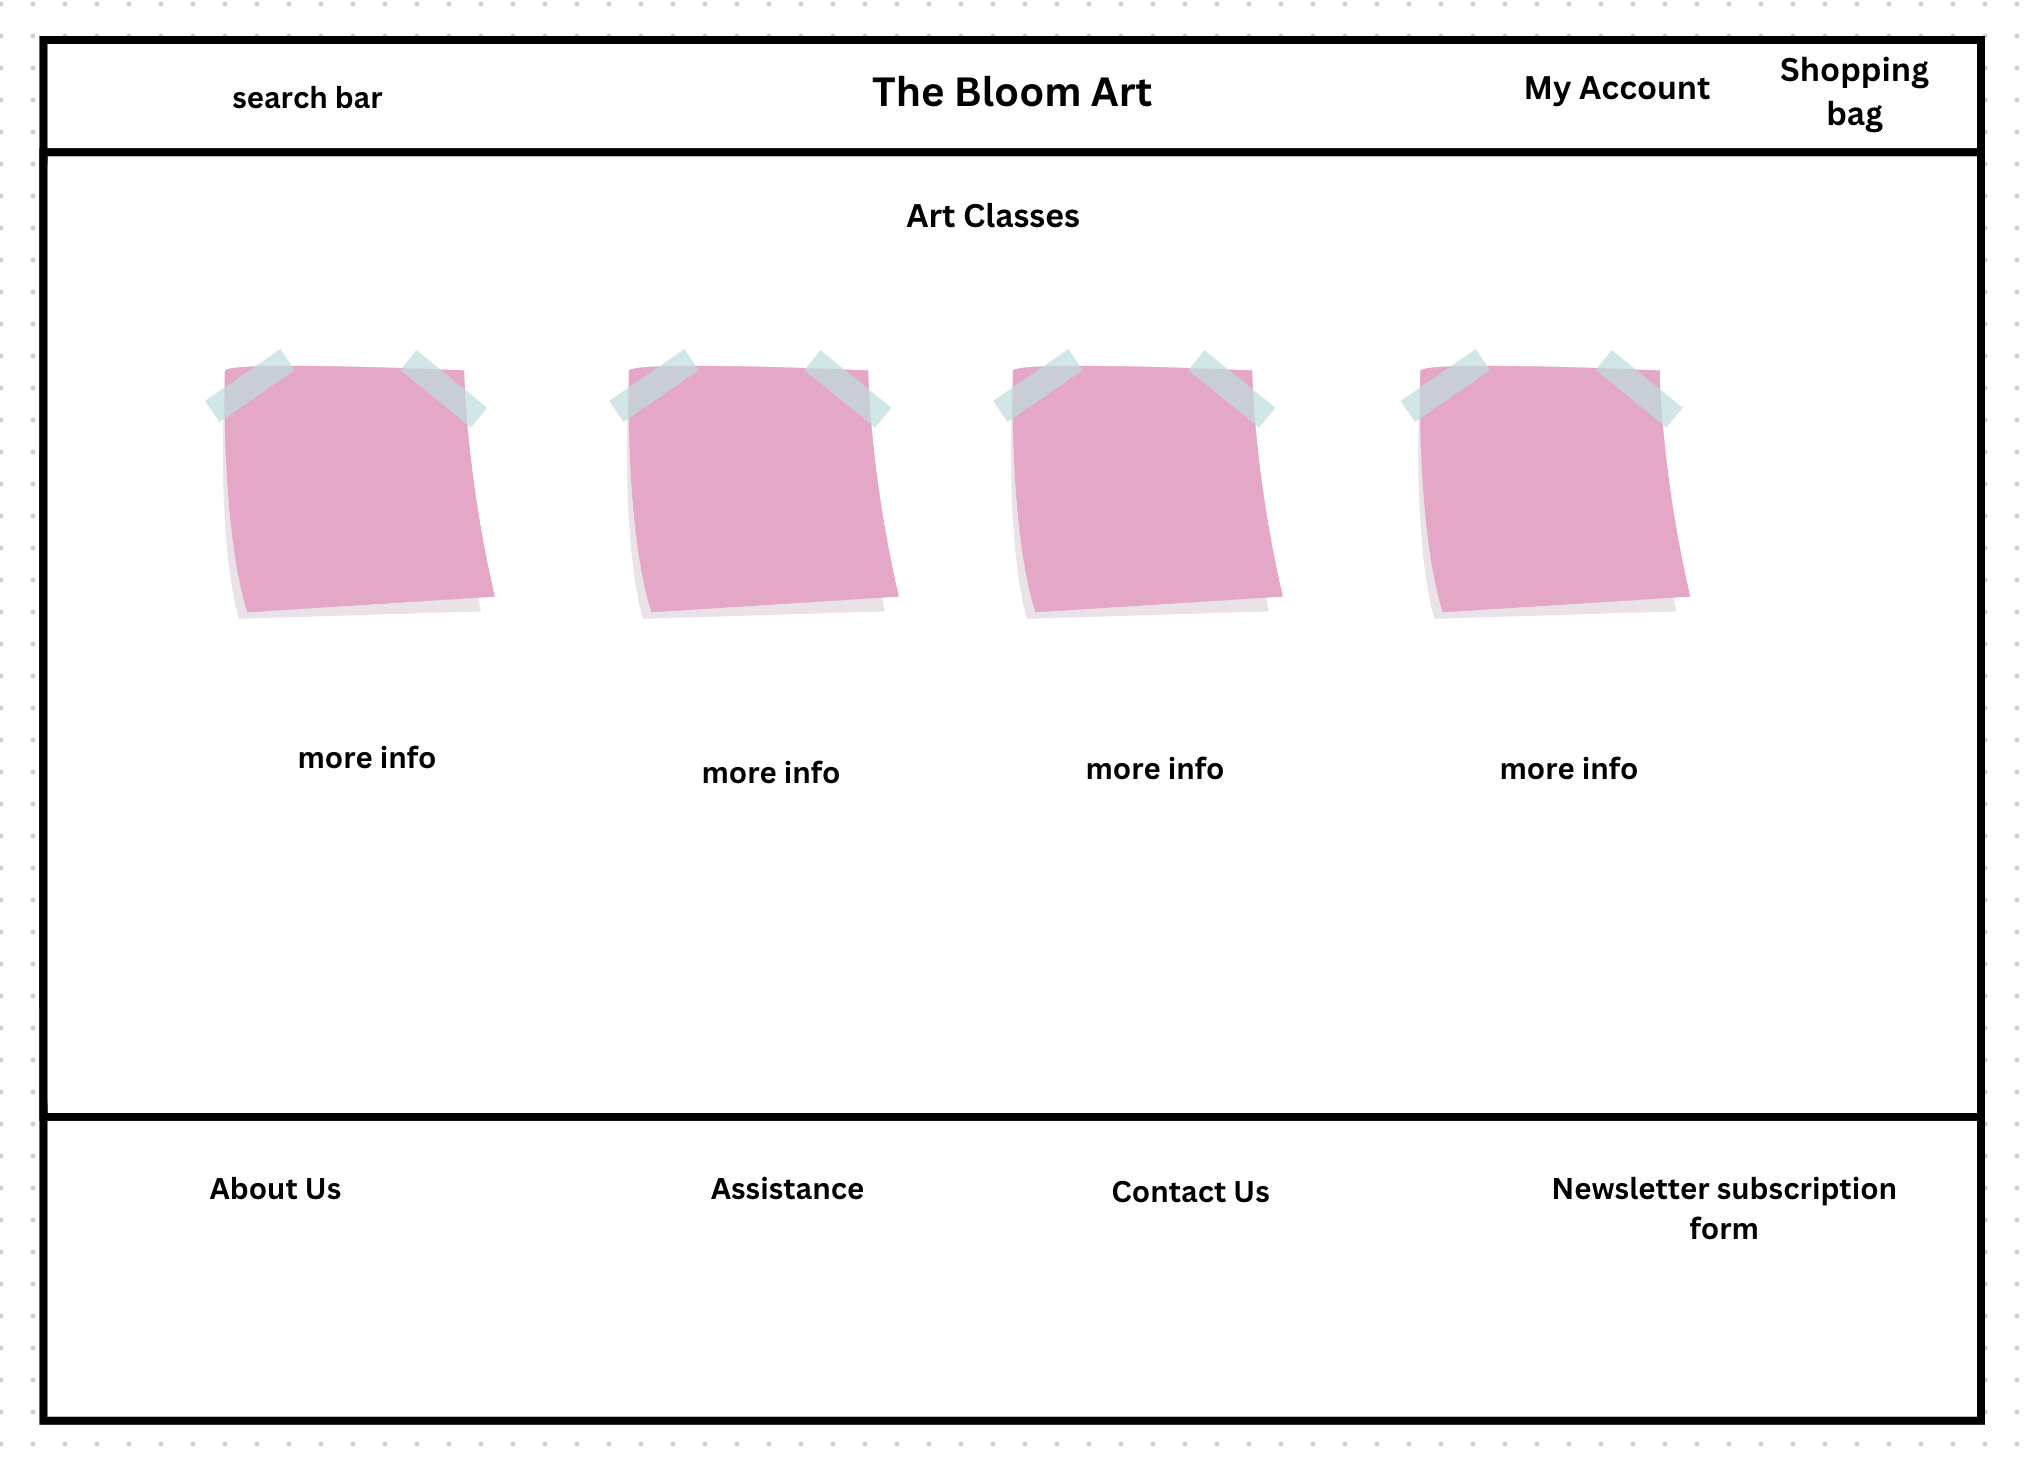 search bar
The Bloom Art
My Account
Shopping
bag
Art Classes
more info
more info
more info
more info
About Us
Assistance
Contact Us
Newsletter subscription
form